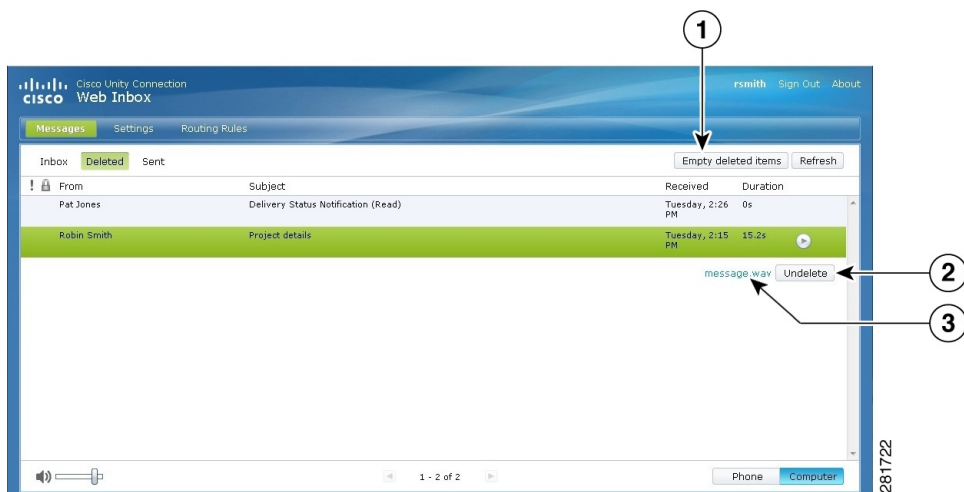 1
Cisco Unity Connection
CISCO Web Inbox
rsmith Sign Out About
Messages Settings Routing Rules
Inbox Deleted Sent Empty deleted items Refresh
! From Subject Received Duration
Pat Jones Delivery Status Notification (Read) Tuesday, 2:26 PM 0s
Robin Smith Project details Tuesday, 2:15 PM 15.2s
message.wav Undelete
2
3
1 - 2 of 2
Phone Computer
281722